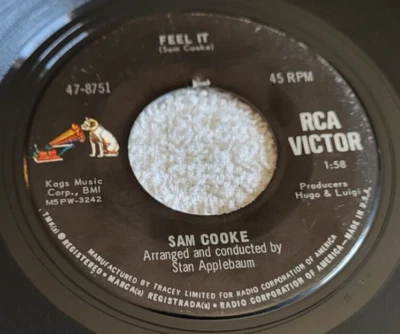 FEEL IT
(Sam Cooke)
47-8751
45 RPM
RCA
VICTOR
1:58
Kags Music
Corp., BMI
M5PW-3242
Producers
Hugo & Luigi
SAM COOKE
Arranged and conducted by
Stan Applebaum
TMK(s) ® REGISTERED • MARCA(s) REGISTRADA(s) • RADIO CORPORATION OF AMERICA—MADE IN U.S.A.
MANUFACTURED BY TRACEY LIMITED FOR RADIO CORPORATION OF AMERICA